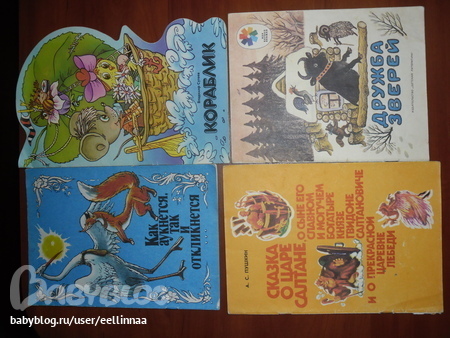 КОРАБЛИК
ДРУЖБА
ЗВЕРЕЙ
Как
аукнется,
так
и
откликнется
А. С. ПУШКИН
СКАЗКА
О ЦАРЕ
САЛТАНЕ,
О СЫНЕ ЕГО
СЛАВНОМ
И МОГУЧЕМ
БОГАТЫРЕ
КНЯЗЕ
ГВИДОНЕ
САЛТАНОВИЧЕ
И О ПРЕКРАСНОЙ
ЦАРЕВНЕ
ЛЕБЕДИ
BABYBLOG
babyblog.ru/user/eellinnaa